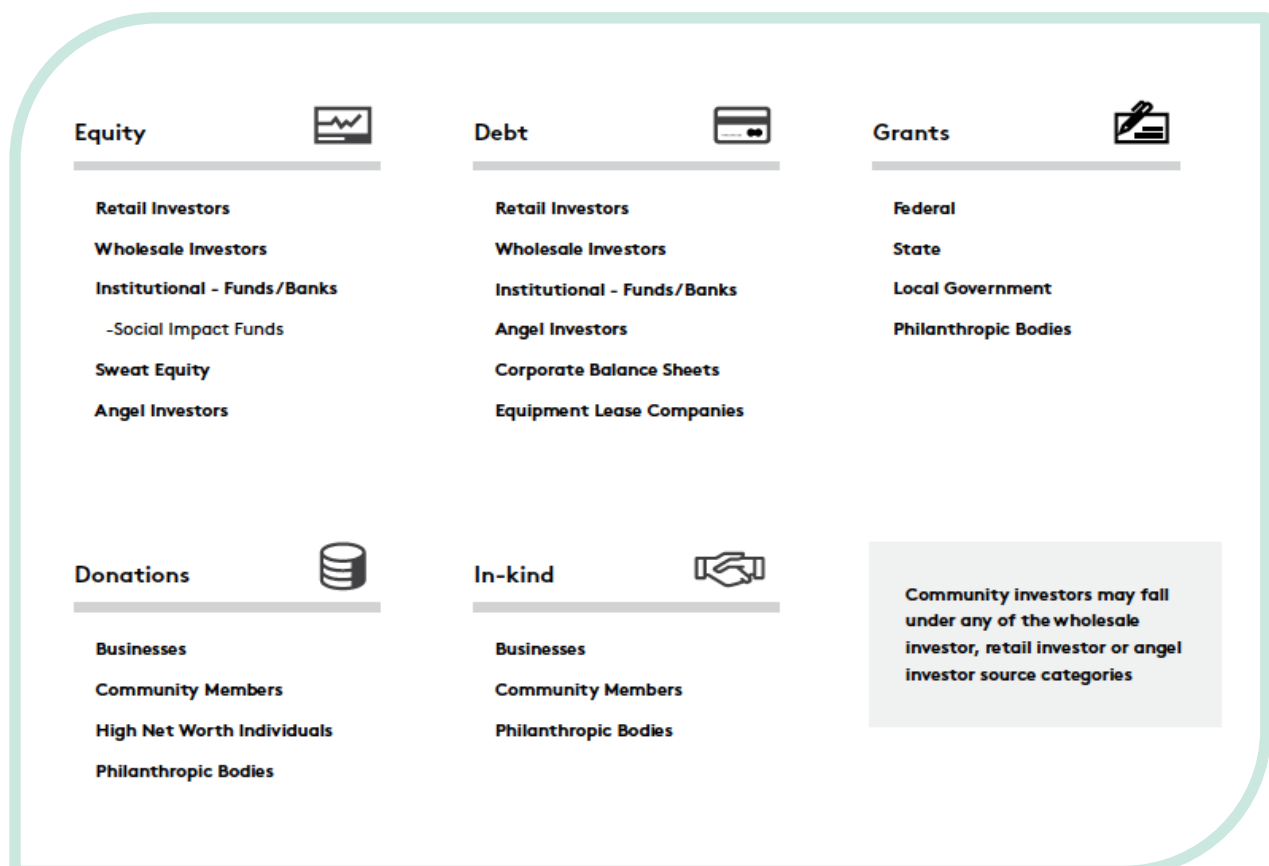 Equity
Retail Investors
Wholesale Investors
Institutional - Funds/Banks
-Social Impact Funds
Sweat Equity
Angel Investors
Debt
Retail Investors
Wholesale Investors
Institutional - Funds/Banks
Angel Investors
Corporate Balance Sheets
Equipment Lease Companies
Grants
Federal
State
Local Government
Philanthropic Bodies
Donations
Businesses
Community Members
High Net Worth Individuals
Philanthropic Bodies
In-kind
Businesses
Community Members
Philanthropic Bodies
Community investors may fall
under any of the wholesale
investor, retail investor or angel
investor source categories